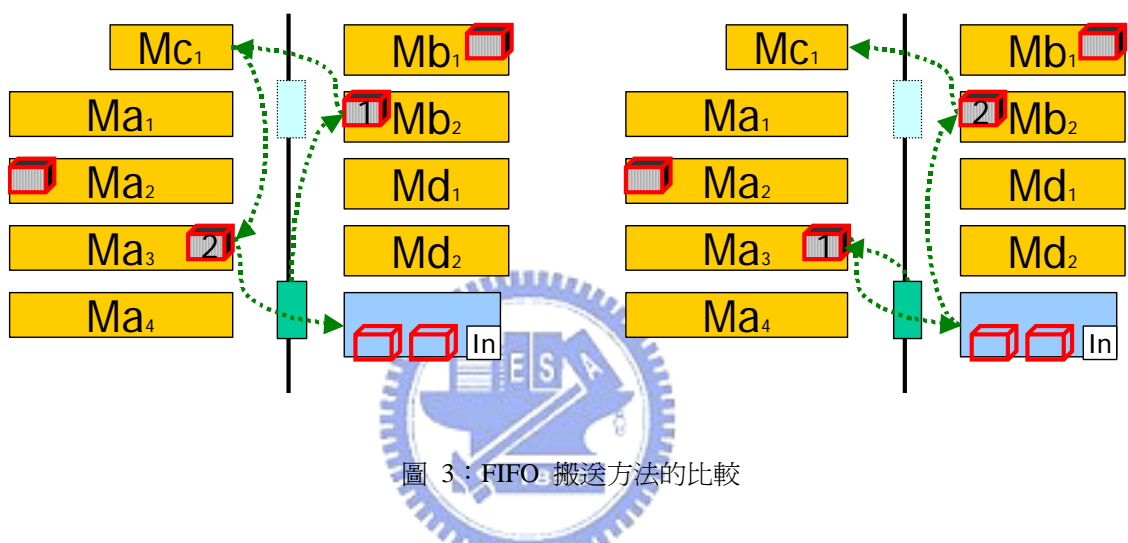 Mc₁ Mb₁ Mc₁ Mb₁
Ma₁ 1 Mb₂ Ma₁ 2 Mb₂
Ma₂ Md₁ Ma₂ Md₁
Ma₃ 2 Md₂ Ma₃ 1 Md₂
Ma₄ Ma₄
In In
ESA
圖 3：FIFO 搬送方法的比較